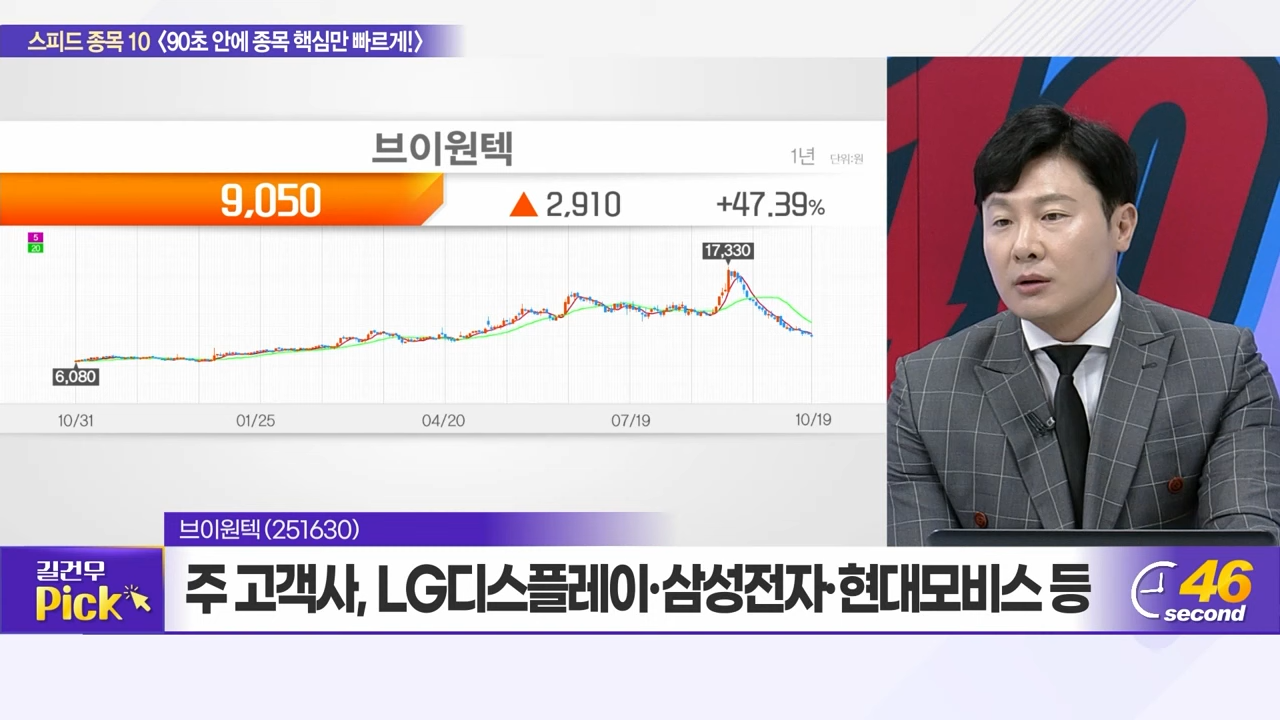 스피드 종목 10 <90초 안에 종목 핵심만 빠르게!>
브이원텍
1년 단위:원
9,050 ▲ 2,910 +47.39%
5
20
17,330
6,080
10/31 01/25 04/20 07/19 10/19
브이원텍(251630)
길건무
Pick
주 고객사, LG디스플레이·삼성전자·현대모비스 등
46
second
10